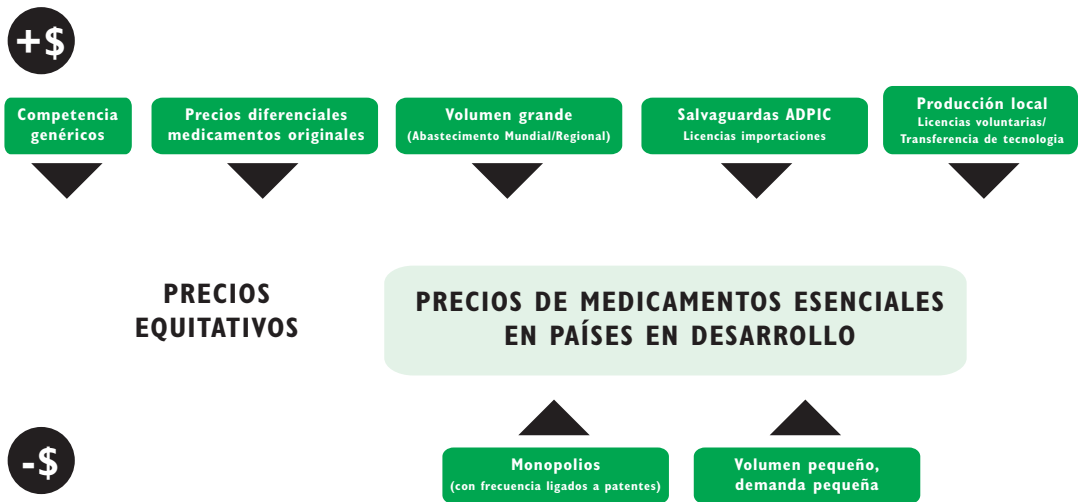 +$
Competencia
genéricos
Precios diferenciales
medicamentos originales
Volumen grande
(Abastecimento Mundial/Regional)
Salvaguardas ADPIC
Licencias importaciones
Producción local
Licencias voluntarias/
Transferencia de tecnologia
PRECIOS
EQUITATIVOS
PRECIOS DE MEDICAMENTOS ESENCIALES
EN PAÍSES EN DESARROLLO
-$
Monopolios
(con frecuencia ligados a patentes)
Volumen pequeño,
demanda pequeña